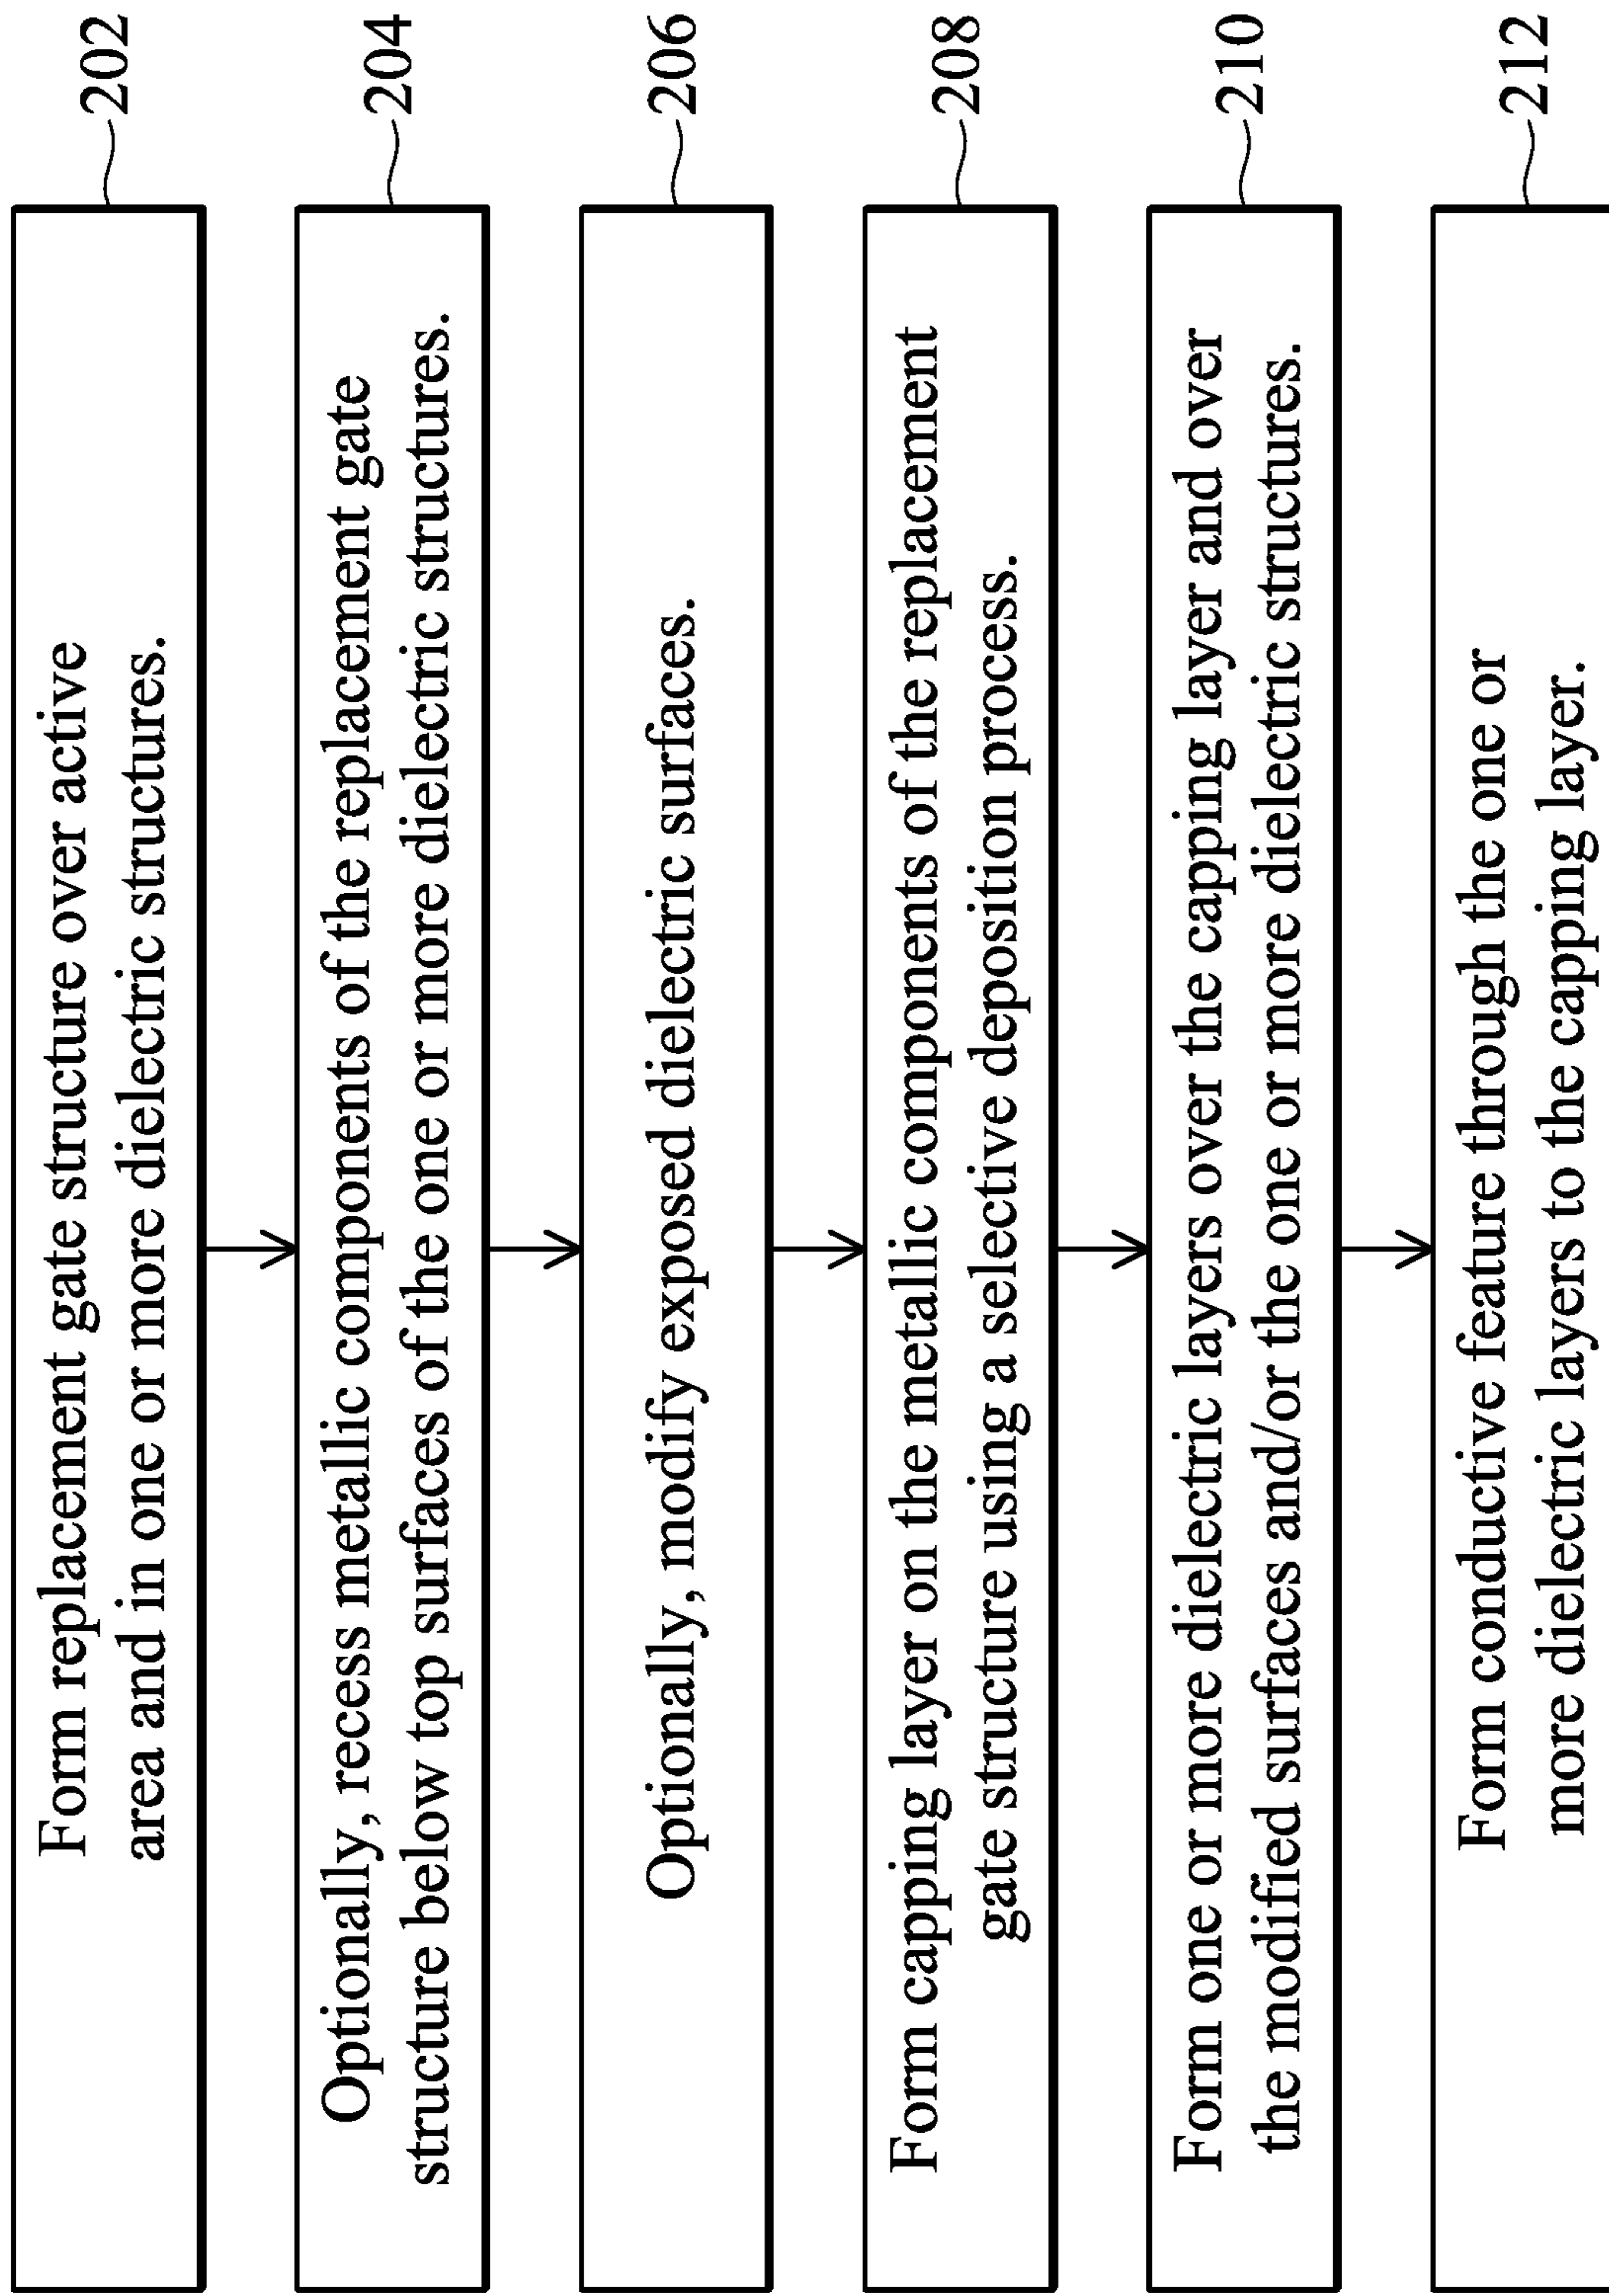 Form replacement gate structure over active
area and in one or more dielectric structures.
202
Optionally, recess metallic components of the replacement gate
structure below top surfaces of the one or more dielectric structures.
204
Optionally, modify exposed dielectric surfaces.
206
Form capping layer on the metallic components of the replacement
gate structure using a selective deposition process.
208
Form one or more dielectric layers over the capping layer and over
the modified surfaces and/or the one or more dielectric structures.
210
Form conductive feature through the one or
more dielectric layers to the capping layer.
212